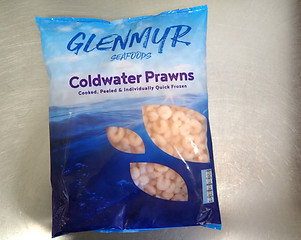 GLENMYR
SEAFOODS
Coldwater Prawns
Cooked, Peeled & Individually Quick Frozen